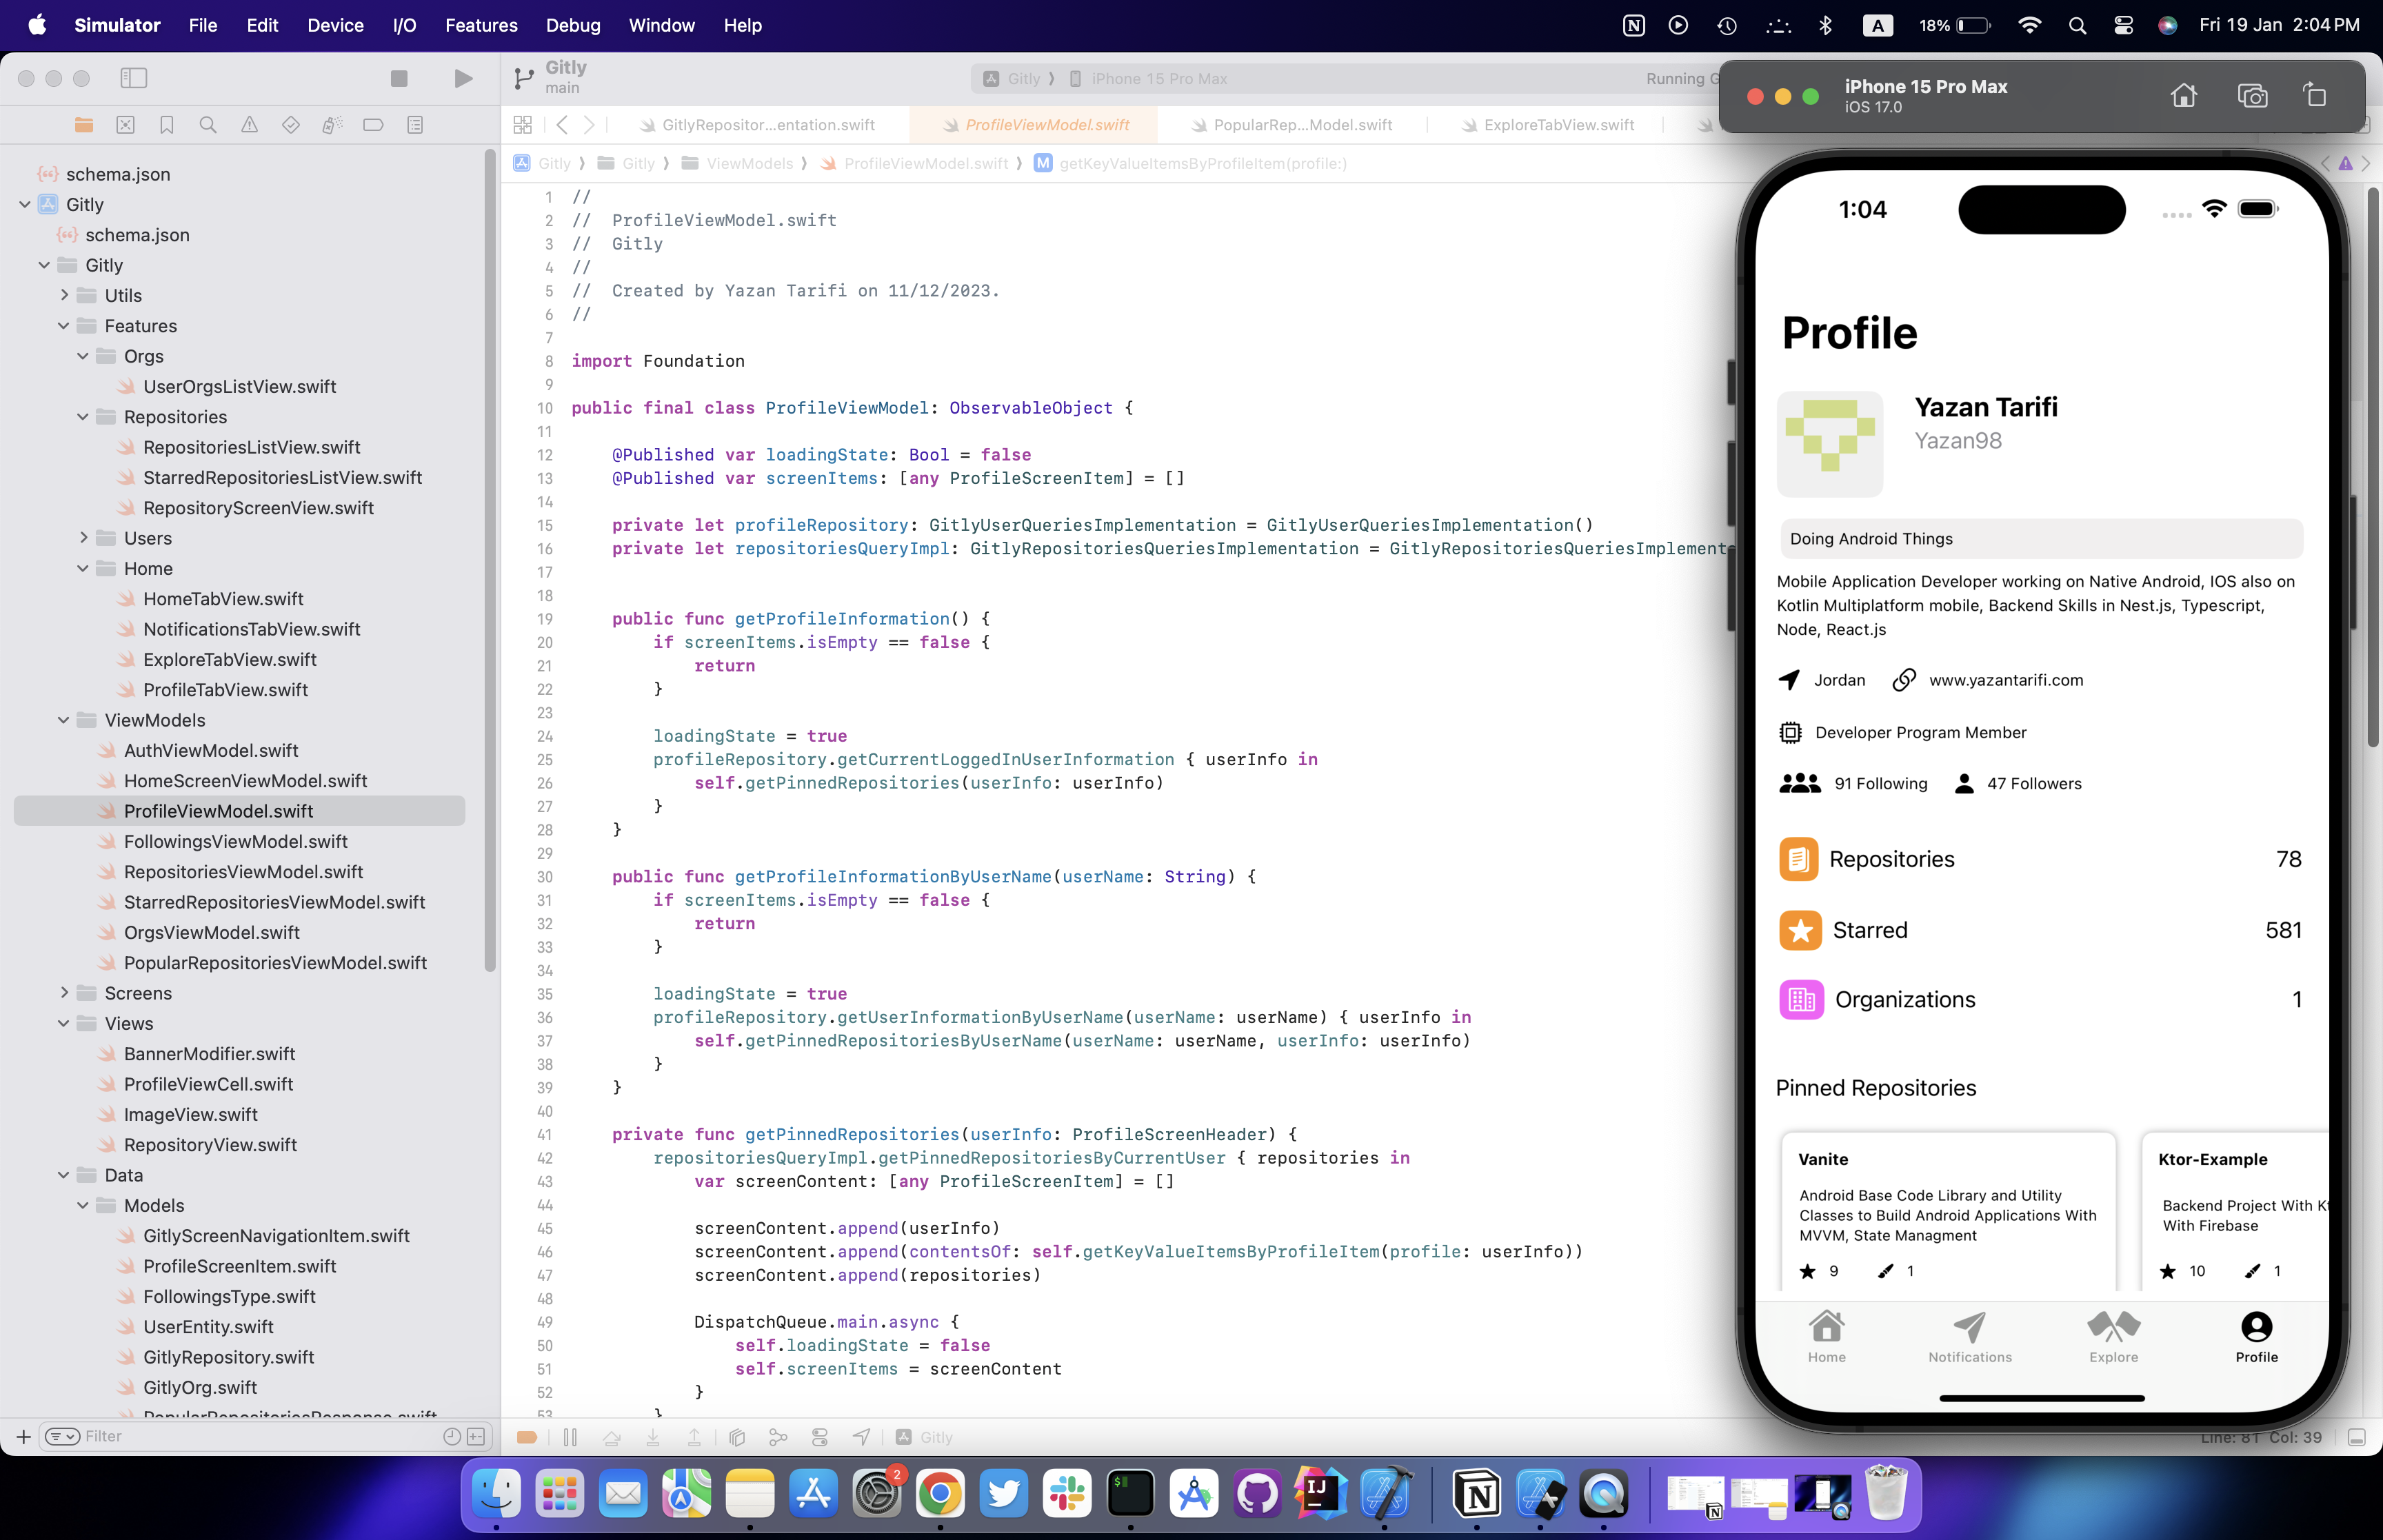 Simulator File Edit Device I/O Features Debug Window Help
N A 18% Fri 19 Jan 2:04 PM
Gitly
main
Gitly iPhone 15 Pro Max Running G
GitlyRepositor...entation.swift ProfileViewModel.swift PopularRep...Model.swift ExploreTabView.swift
Gitly Gitly ViewModels ProfileViewModel.swift M getKeyValueItemsByProfileItem(profile:)
schema.json
Gitly
schema.json
Gitly
Utils
Features
Orgs
UserOrgsListView.swift
Repositories
RepositoriesListView.swift
StarredRepositoriesListView.swift
RepositoryScreenView.swift
Users
Home
HomeTabView.swift
NotificationsTabView.swift
ExploreTabView.swift
ProfileTabView.swift
ViewModels
AuthViewModel.swift
HomeScreenViewModel.swift
ProfileViewModel.swift
FollowingsViewModel.swift
RepositoriesViewModel.swift
StarredRepositoriesViewModel.swift
OrgsViewModel.swift
PopularRepositoriesViewModel.swift
Screens
Views
BannerModifier.swift
ProfileViewCell.swift
ImageView.swift
RepositoryView.swift
Data
Models
GitlyScreenNavigationItem.swift
ProfileScreenItem.swift
FollowingsType.swift
UserEntity.swift
GitlyRepository.swift
GitlyOrg.swift
PopularRepositoriesResponse.swift
Filter
1 //
2 //  ProfileViewModel.swift
3 //  Gitly
4 //
5 //  Created by Yazan Tarifi on 11/12/2023.
6 //
7
8 import Foundation
9
10 public final class ProfileViewModel: ObservableObject {
11
12     @Published var loadingState: Bool = false
13     @Published var screenItems: [any ProfileScreenItem] = []
14
15     private let profileRepository: GitlyUserQueriesImplementation = GitlyUserQueriesImplementation()
16     private let repositoriesQueryImpl: GitlyRepositoriesQueriesImplementation = GitlyRepositoriesQueriesImplement
17
18
19     public func getProfileInformation() {
20         if screenItems.isEmpty == false {
21             return
22         }
23
24         loadingState = true
25         profileRepository.getCurrentLoggedInUserInformation { userInfo in
26             self.getPinnedRepositories(userInfo: userInfo)
27         }
28     }
29
30     public func getProfileInformationByUserName(userName: String) {
31         if screenItems.isEmpty == false {
32             return
33         }
34
35         loadingState = true
36         profileRepository.getUserInformationByUserName(userName: userName) { userInfo in
37             self.getPinnedRepositoriesByUserName(userName: userName, userInfo: userInfo)
38         }
39     }
40
41     private func getPinnedRepositories(userInfo: ProfileScreenHeader) {
42         repositoriesQueryImpl.getPinnedRepositoriesByCurrentUser { repositories in
43             var screenContent: [any ProfileScreenItem] = []
44
45             screenContent.append(userInfo)
46             screenContent.append(contentsOf: self.getKeyValueItemsByProfileItem(profile: userInfo))
47             screenContent.append(repositories)
48
49             DispatchQueue.main.async {
50                 self.loadingState = false
51                 self.screenItems = screenContent
52             }
53         }
Gitly
Line: 81 Col: 39
iPhone 15 Pro Max
iOS 17.0
1:04
Profile
Yazan Tarifi
Yazan98
Doing Android Things
Mobile Application Developer working on Native Android, IOS also on
Kotlin Multiplatform mobile, Backend Skills in Nest.js, Typescript,
Node, React.js
Jordan www.yazantarifi.com
Developer Program Member
91 Following 47 Followers
Repositories 78
Starred 581
Organizations 1
Pinned Repositories
Vanite
Android Base Code Library and Utility
Classes to Build Android Applications With
MVVM, State Managment
9 1
Ktor-Example
Backend Project With Kt
With Firebase
10 1
Home Notifications Explore Profile
2
IJ
N